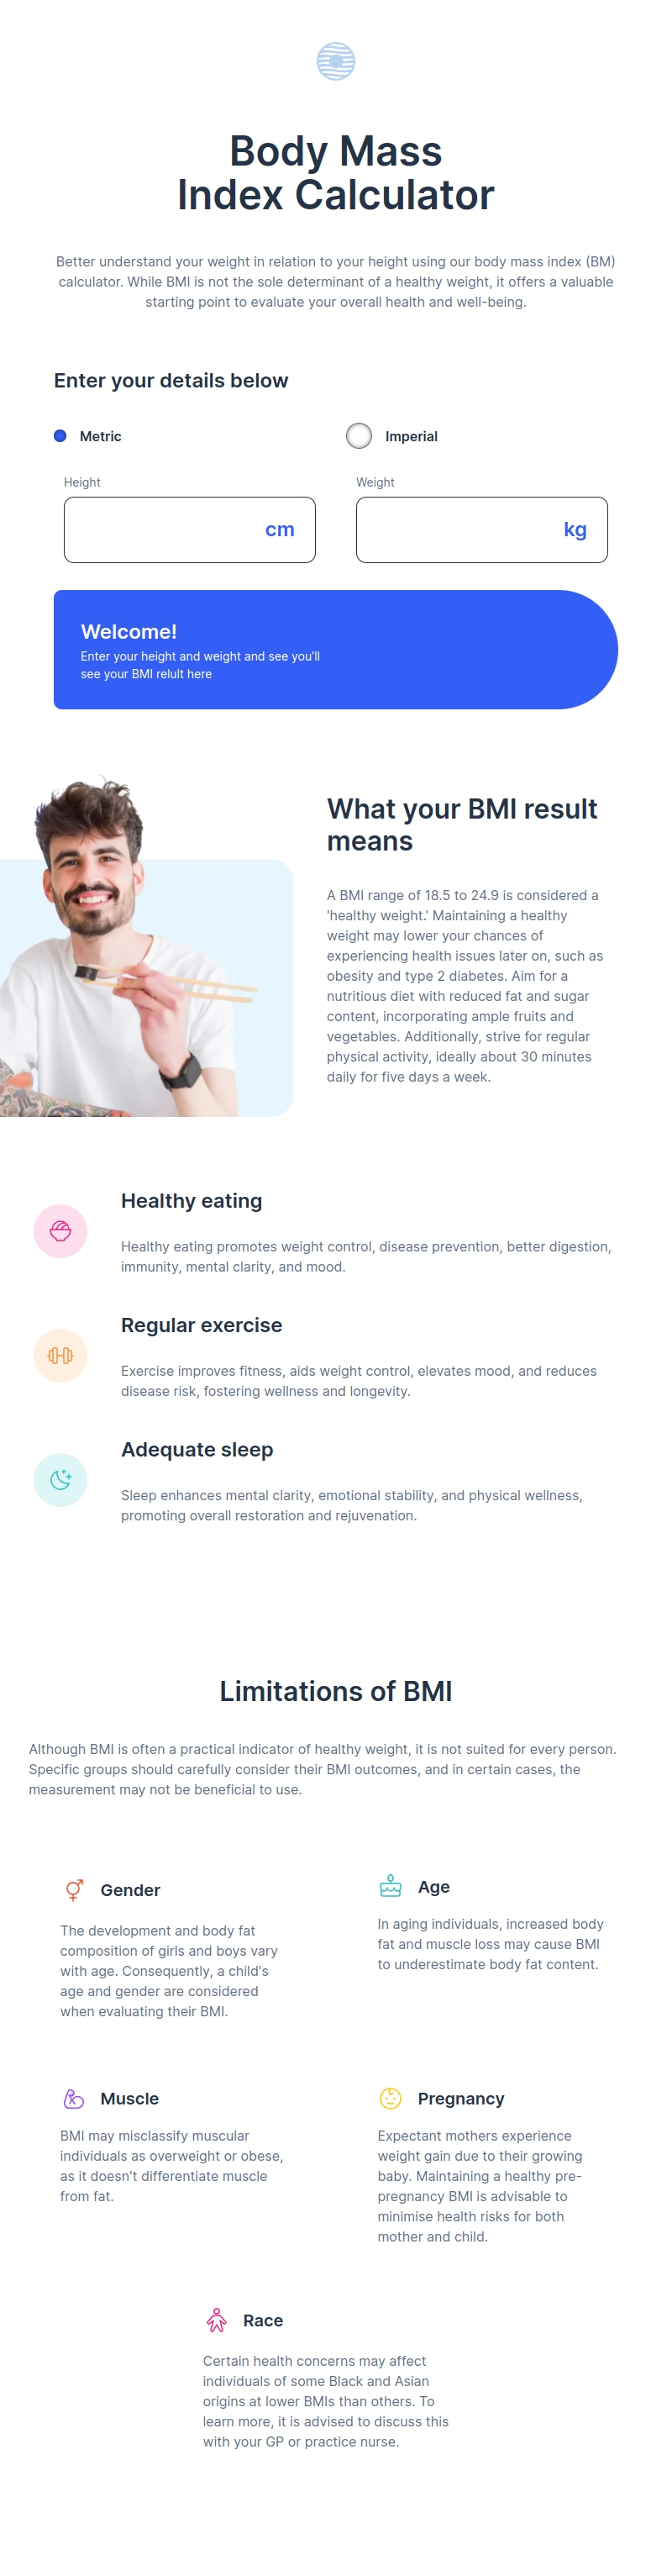 Body Mass
Index Calculator
Better understand your weight in relation to your height using our body mass index (BM)
calculator. While BMI is not the sole determinant of a healthy weight, it offers a valuable
starting point to evaluate your overall health and well-being.
Enter your details below
Metric
Imperial
Height
Weight
cm
kg
Welcome!
Enter your height and weight and see you'll
see your BMI relult here
What your BMI result
means
A BMI range of 18.5 to 24.9 is considered a
'healthy weight.' Maintaining a healthy
weight may lower your chances of
experiencing health issues later on, such as
obesity and type 2 diabetes. Aim for a
nutritious diet with reduced fat and sugar
content, incorporating ample fruits and
vegetables. Additionally, strive for regular
physical activity, ideally about 30 minutes
daily for five days a week.
Healthy eating
Healthy eating promotes weight control, disease prevention, better digestion,
immunity, mental clarity, and mood.
Regular exercise
Exercise improves fitness, aids weight control, elevates mood, and reduces
disease risk, fostering wellness and longevity.
Adequate sleep
Sleep enhances mental clarity, emotional stability, and physical wellness,
promoting overall restoration and rejuvenation.
Limitations of BMI
Although BMI is often a practical indicator of healthy weight, it is not suited for every person.
Specific groups should carefully consider their BMI outcomes, and in certain cases, the
measurement may not be beneficial to use.
Gender
The development and body fat
composition of girls and boys vary
with age. Consequently, a child's
age and gender are considered
when evaluating their BMI.
Age
In aging individuals, increased body
fat and muscle loss may cause BMI
to underestimate body fat content.
Muscle
BMI may misclassify muscular
individuals as overweight or obese,
as it doesn't differentiate muscle
from fat.
Pregnancy
Expectant mothers experience
weight gain due to their growing
baby. Maintaining a healthy pre-
pregnancy BMI is advisable to
minimise health risks for both
mother and child.
Race
Certain health concerns may affect
individuals of some Black and Asian
origins at lower BMIs than others. To
learn more, it is advised to discuss this
with your GP or practice nurse.